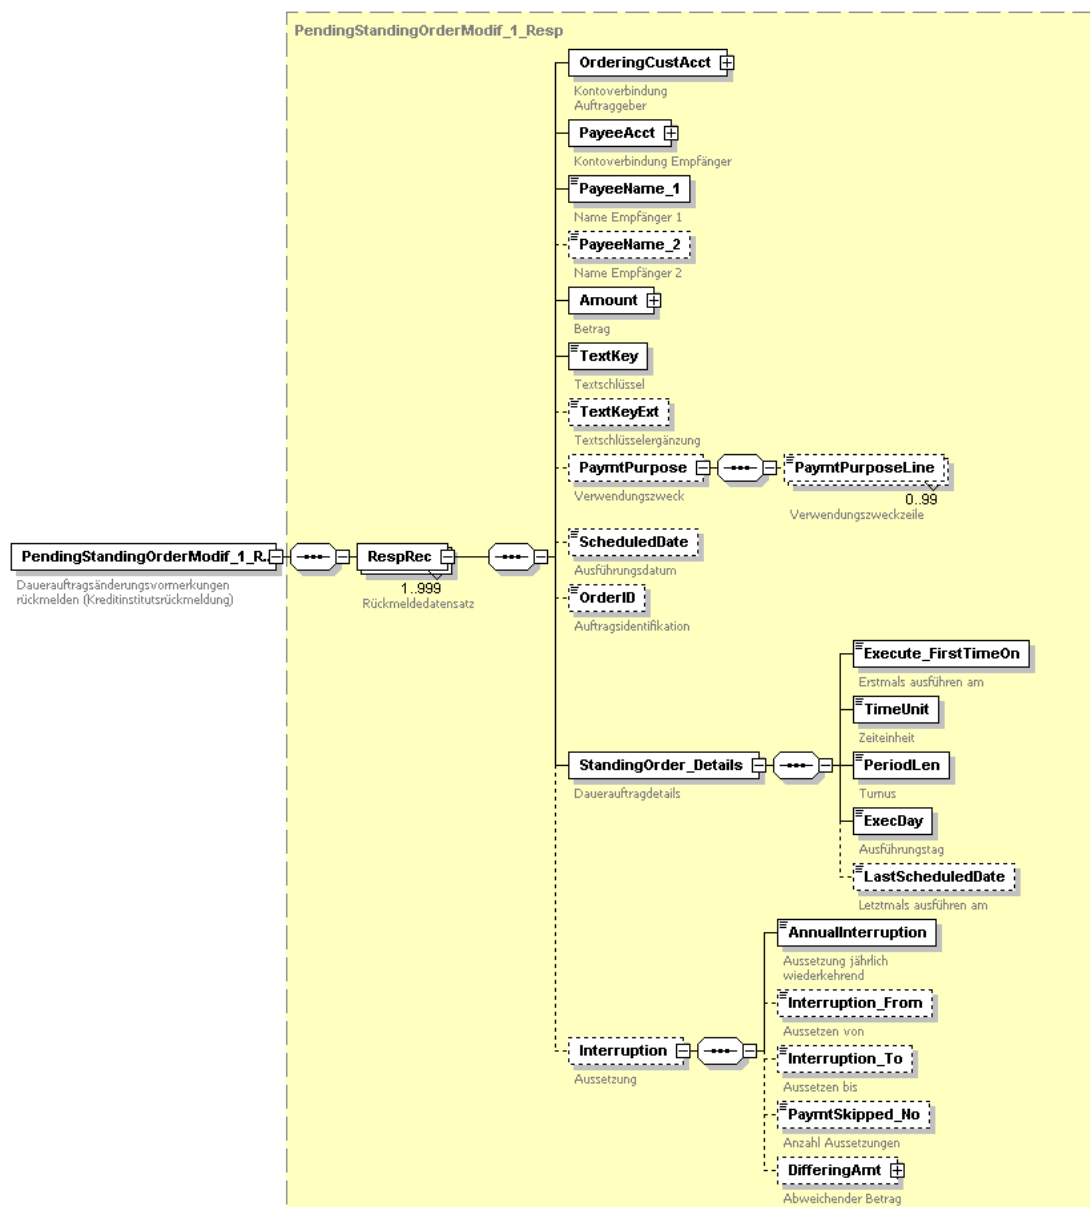 PendingStandingOrderModif_1_Resp
OrderingCustAcct
Kontoverbindung
Auftraggeber
PayeeAcct
Kontoverbindung Empfänger
PayeeName_1
Name Empfänger 1
PayeeName_2
Name Empfänger 2
Amount
Betrag
TextKey
Textschlüssel
TextKeyExt
Textschlüsselergänzung
PaymtPurpose
Verwendungszweck
PaymtPurposeLine
0..99
Verwendungszweckzeile
ScheduledDate
Ausführungsdatum
PendingStandingOrderModif_1_R..
Dauerauftragsänderungsvormerkungen
rückmelden (Kreditinstitutsrückmeldung)
RespRec
1..999
Rückmeldedatensatz
OrderID
Auftragsidentifikation
StandingOrder_Details
Dauerauftragdetails
Execute_FirstTimeOn
Erstmals ausführen am
TimeUnit
Zeiteinheit
PeriodLen
Turnus
ExecDay
Ausführungstag
LastScheduledDate
Letztmals ausführen am
Interruption
Aussetzung
AnnualInterruption
Aussetzung jährlich
wiederkehrend
Interruption_From
Aussetzen von
Interruption_To
Aussetzen bis
PaymtSkipped_No
Anzahl Aussetzungen
DifferingAmt
Abweichender Betrag